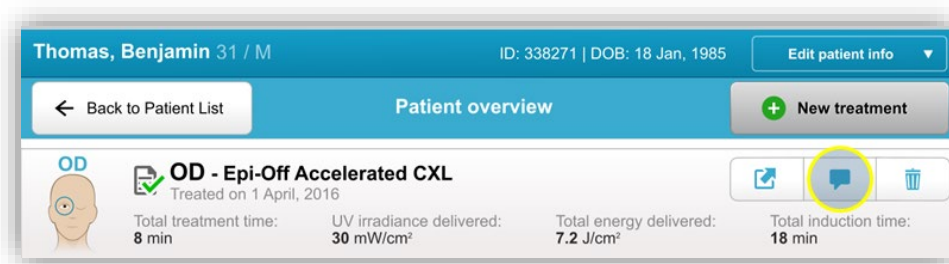 Thomas, Benjamin 31 / M ID: 338271 | DOB: 18 Jan, 1985 Edit patient info
Back to Patient List Patient overview New treatment
OD
OD - Epi-Off Accelerated CXL
Treated on 1 April, 2016
Total treatment time: UV irradiance delivered: Total energy delivered: Total induction time:
8 min 30 mW/cm² 7.2 J/cm² 18 min